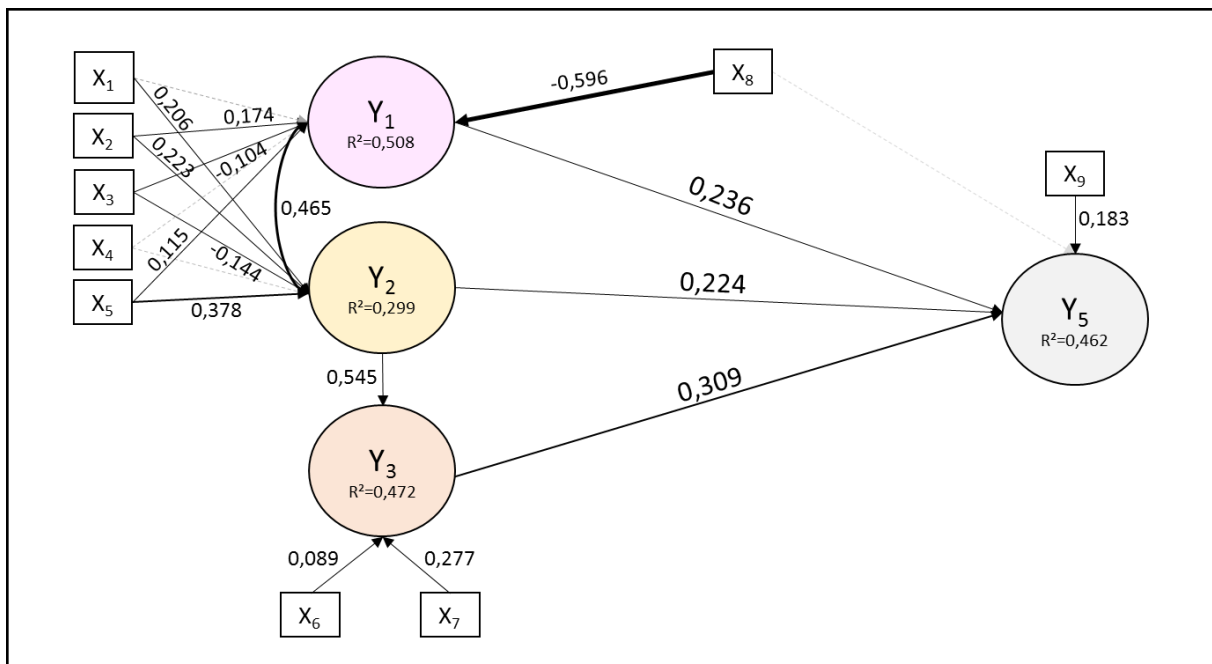 X₁
X₂
X₃
X₄
X₅
0,206
0,174
0,223
-0,104
0,115
-0,144
0,378
Y₁
R²=0,508
0,465
Y₂
R²=0,299
0,545
Y₃
R²=0,472
0,089
0,277
X₆
X₇
-0,596
X₈
0,236
0,224
0,309
X₉
0,183
Y₅
R²=0,462